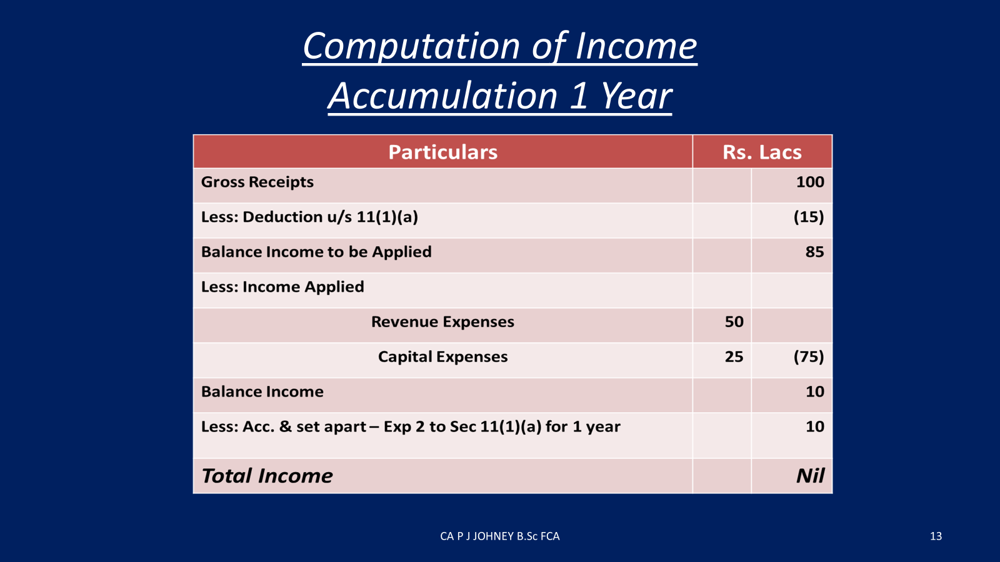 Computation of Income
Accumulation 1 Year
Particulars Rs. Lacs
Gross Receipts 100
Less: Deduction u/s 11(1)(a) (15)
Balance Income to be Applied 85
Less: Income Applied
Revenue Expenses 50
Capital Expenses 25 (75)
Balance Income 10
Less: Acc. & set apart – Exp 2 to Sec 11(1)(a) for 1 year 10
Total Income Nil
CA P J JOHNEY B.Sc FCA 13